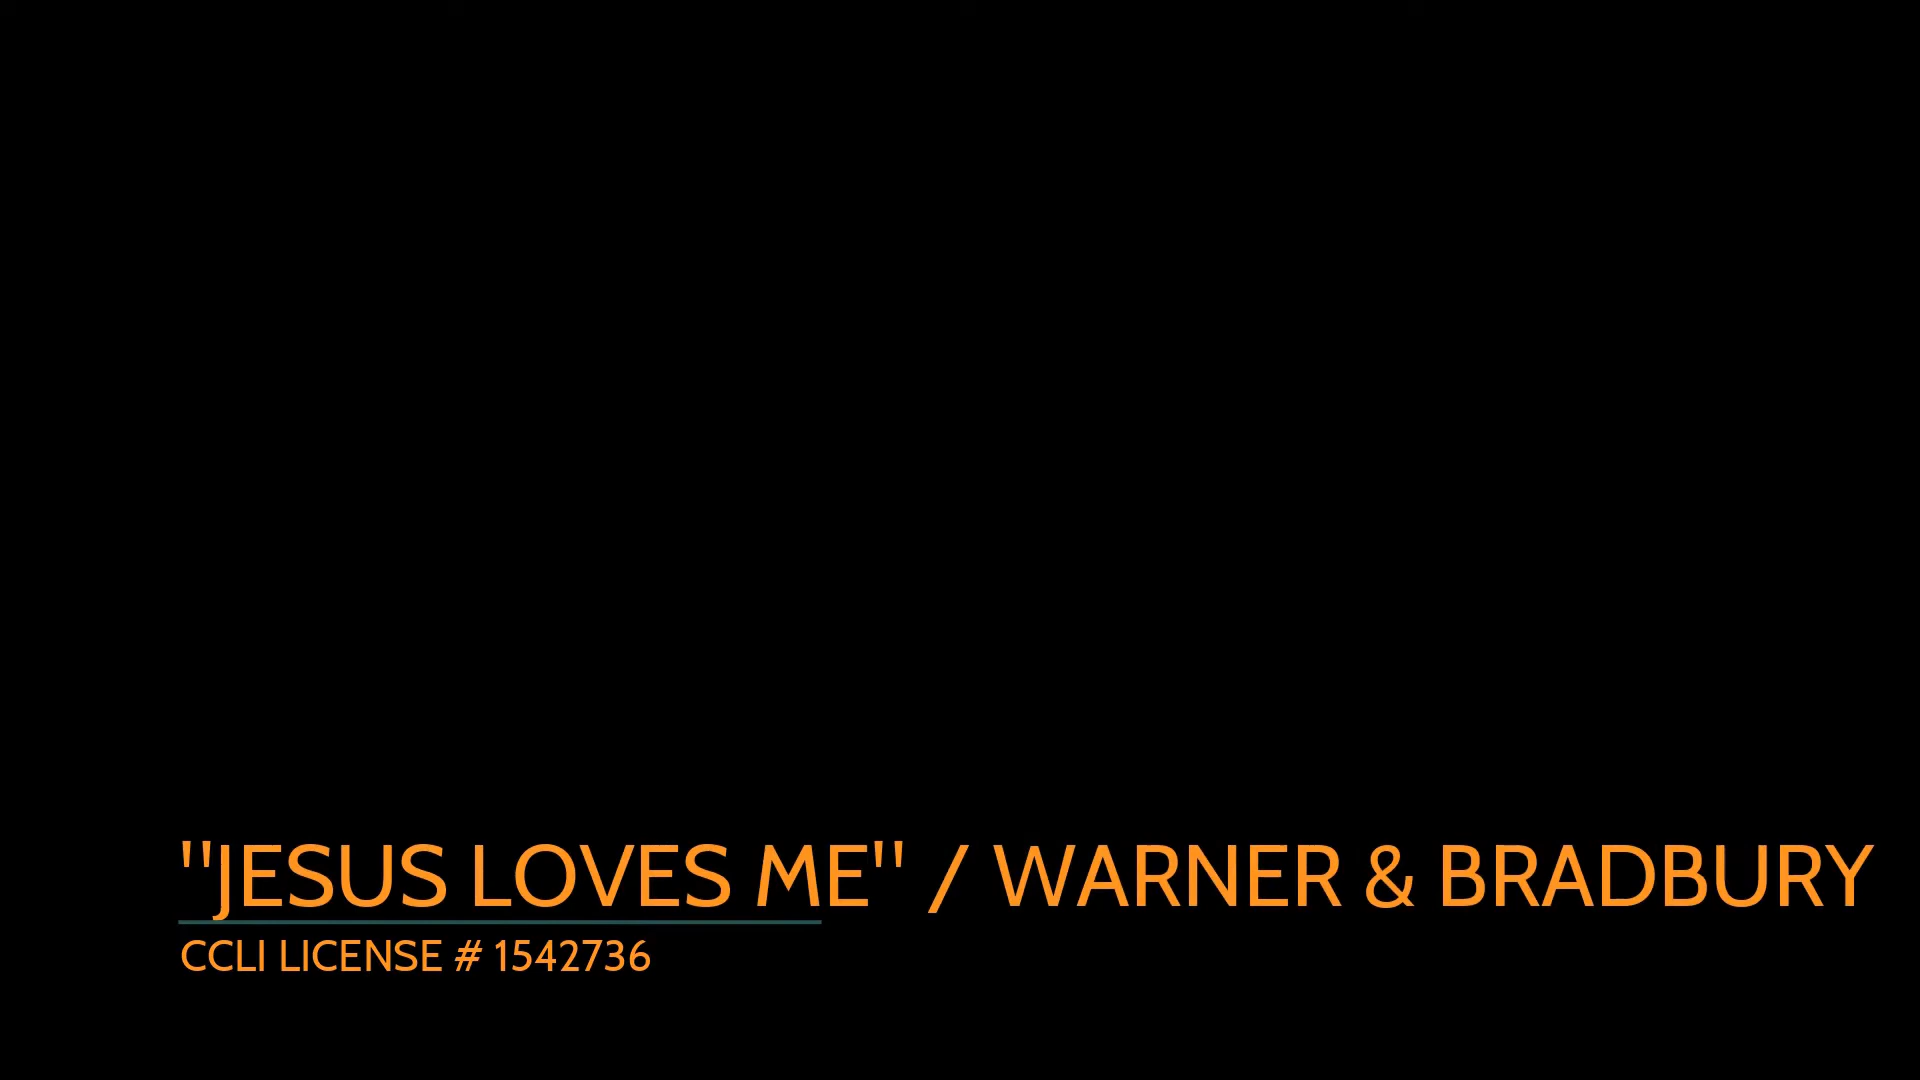 "JESUS LOVES ME" / WARNER & BRADBURY
CCLI LICENSE # 1542736